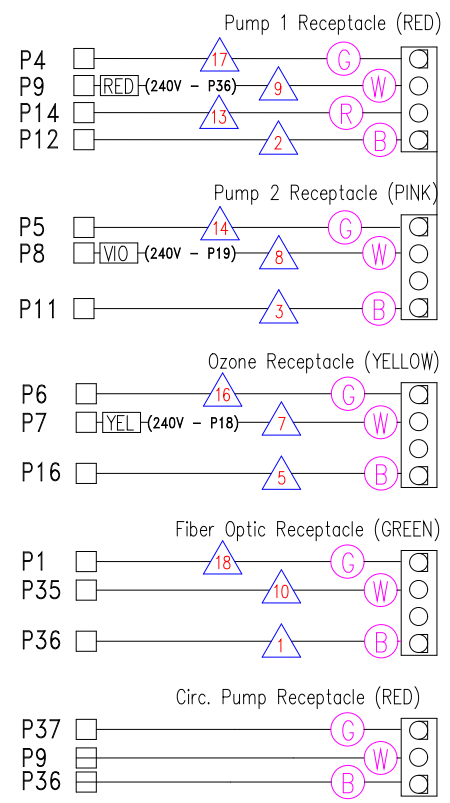 Pump 1 Receptacle (RED)
P4 17 G
P9 RED (240V - P36) 9 W
P14 13 R
P12 2 B
Pump 2 Receptacle (PINK)
P5 14 G
P8 VIO (240V - P19) 8 W
P11 3 B
Ozone Receptacle (YELLOW)
P6 16 G
P7 YEL (240V - P18) 7 W
P16 5 B
Fiber Optic Receptacle (GREEN)
P1 18 G
P35 10 W
P36 1 B
Circ. Pump Receptacle (RED)
P37 G
P9 W
P36 B